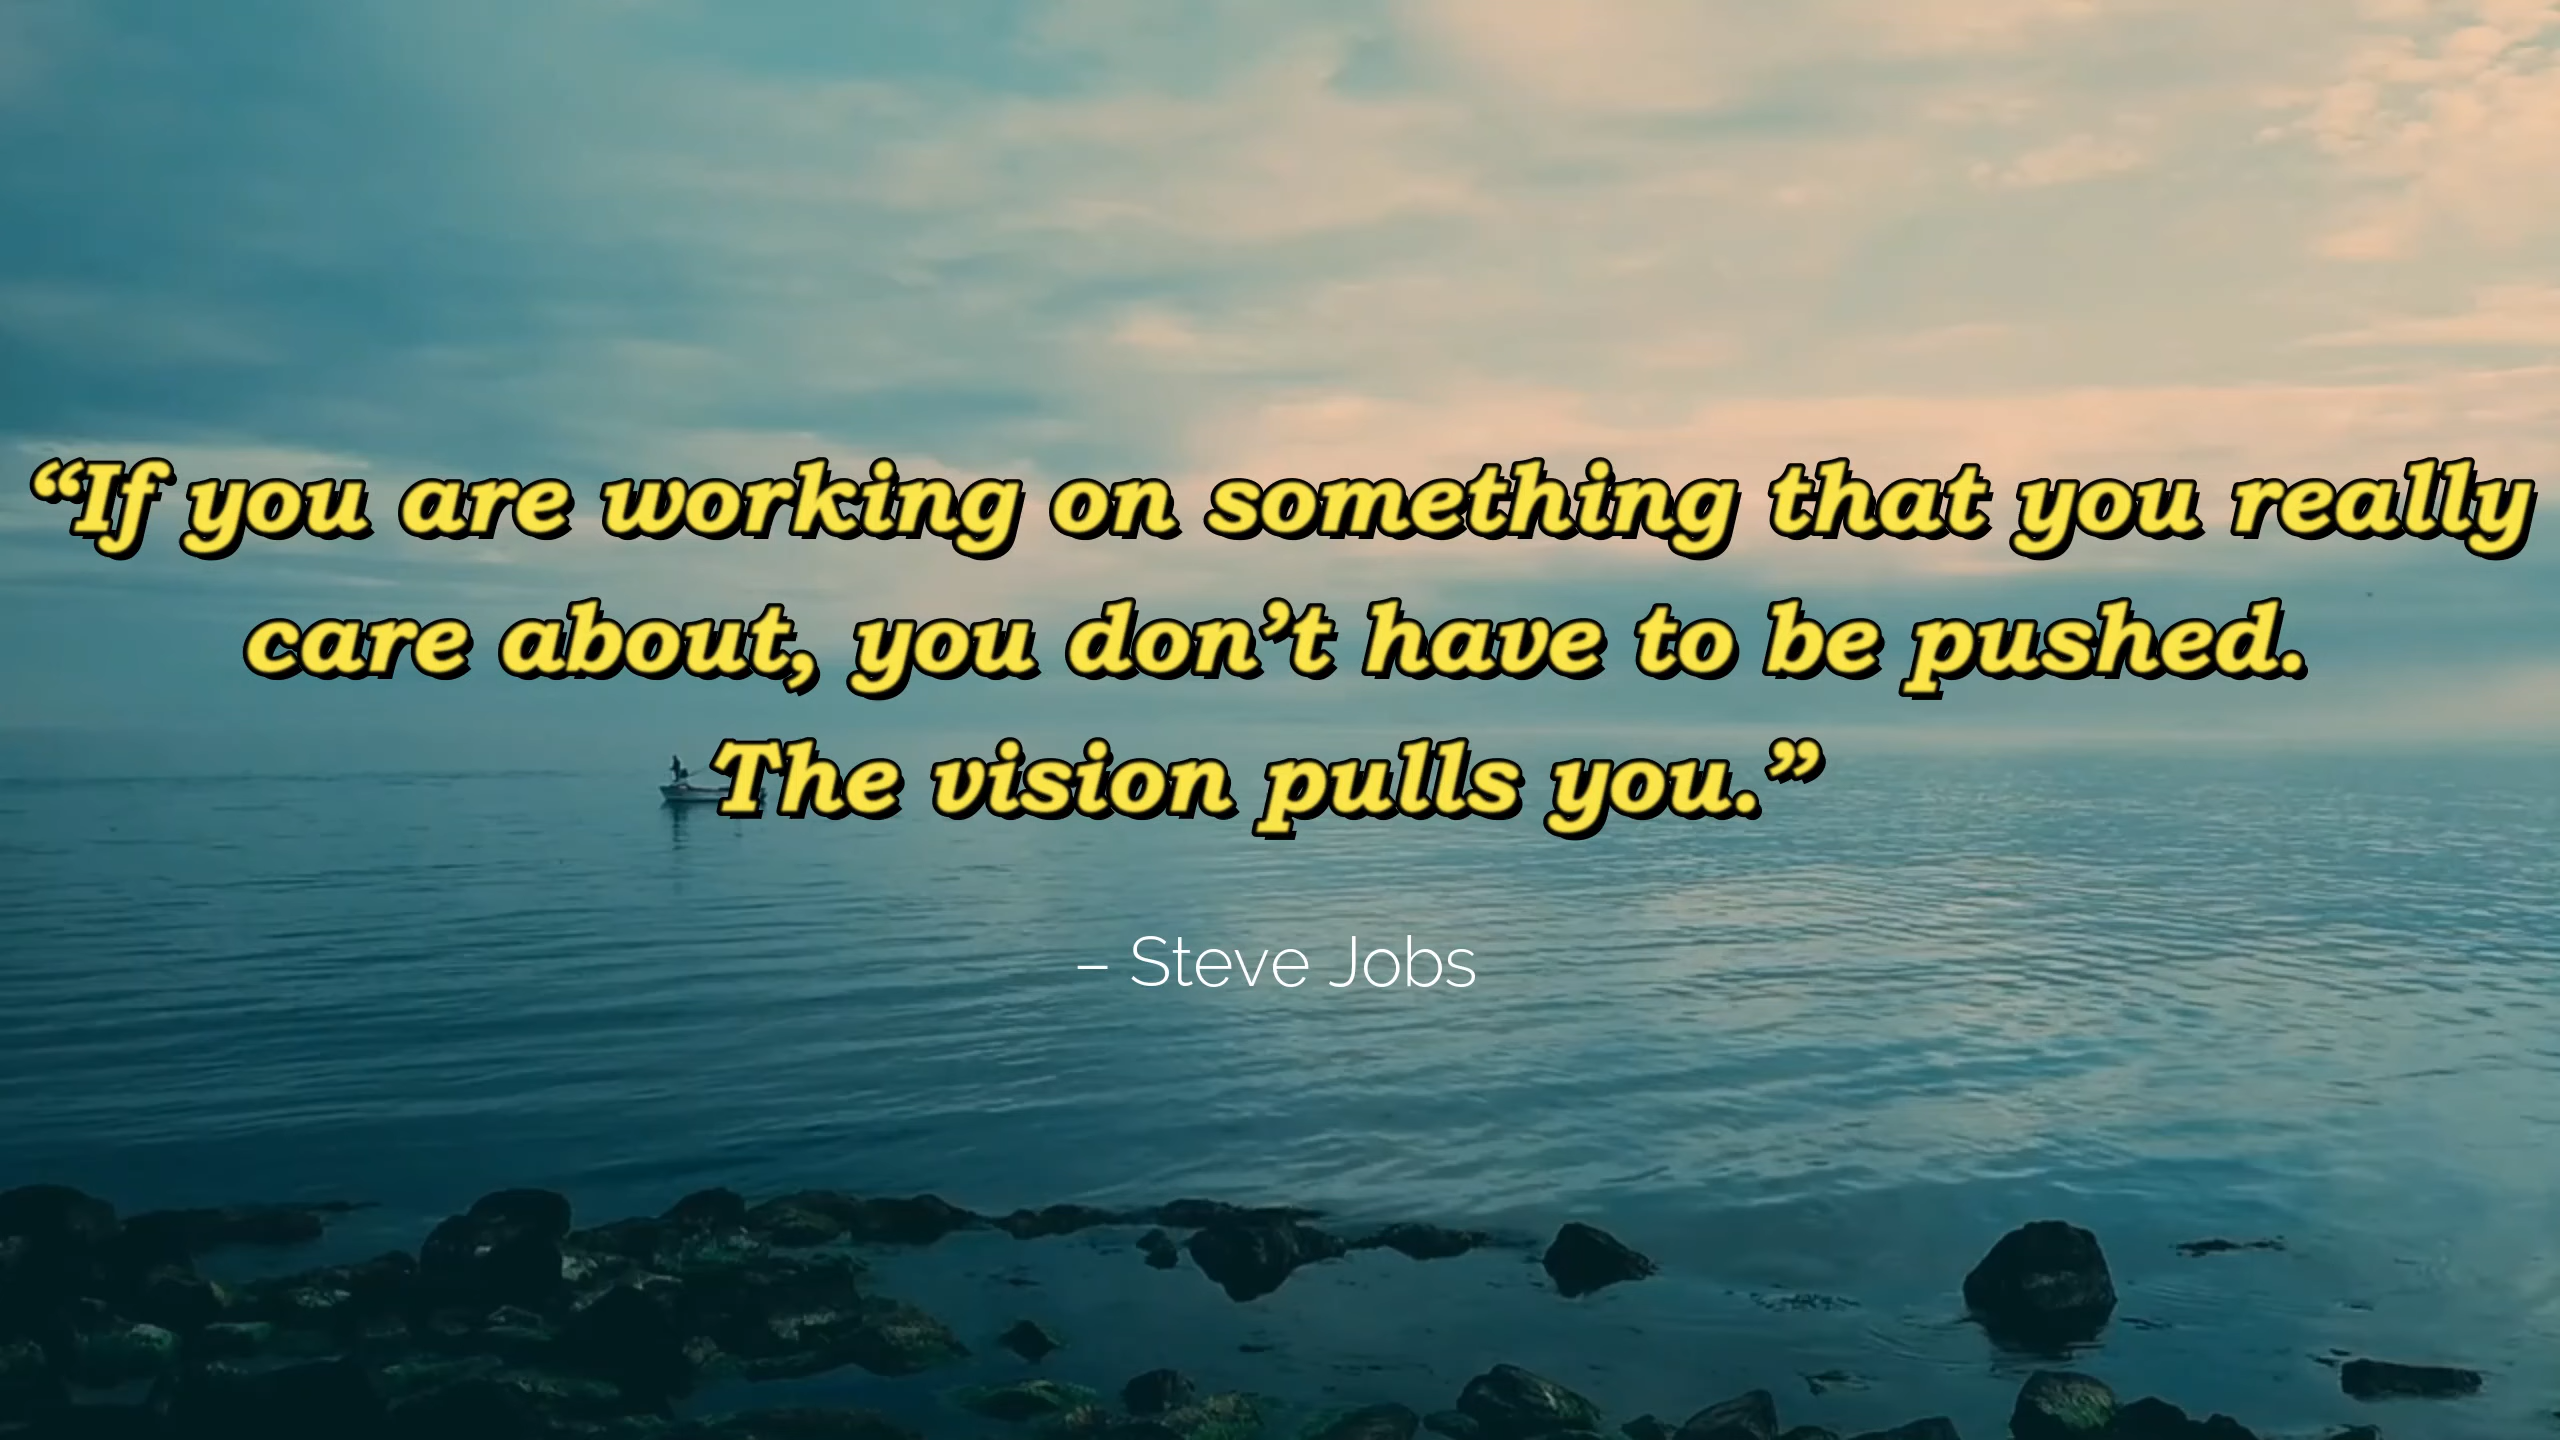 “If you are working on something that you really
care about, you don’t have to be pushed.
The vision pulls you.”
– Steve Jobs